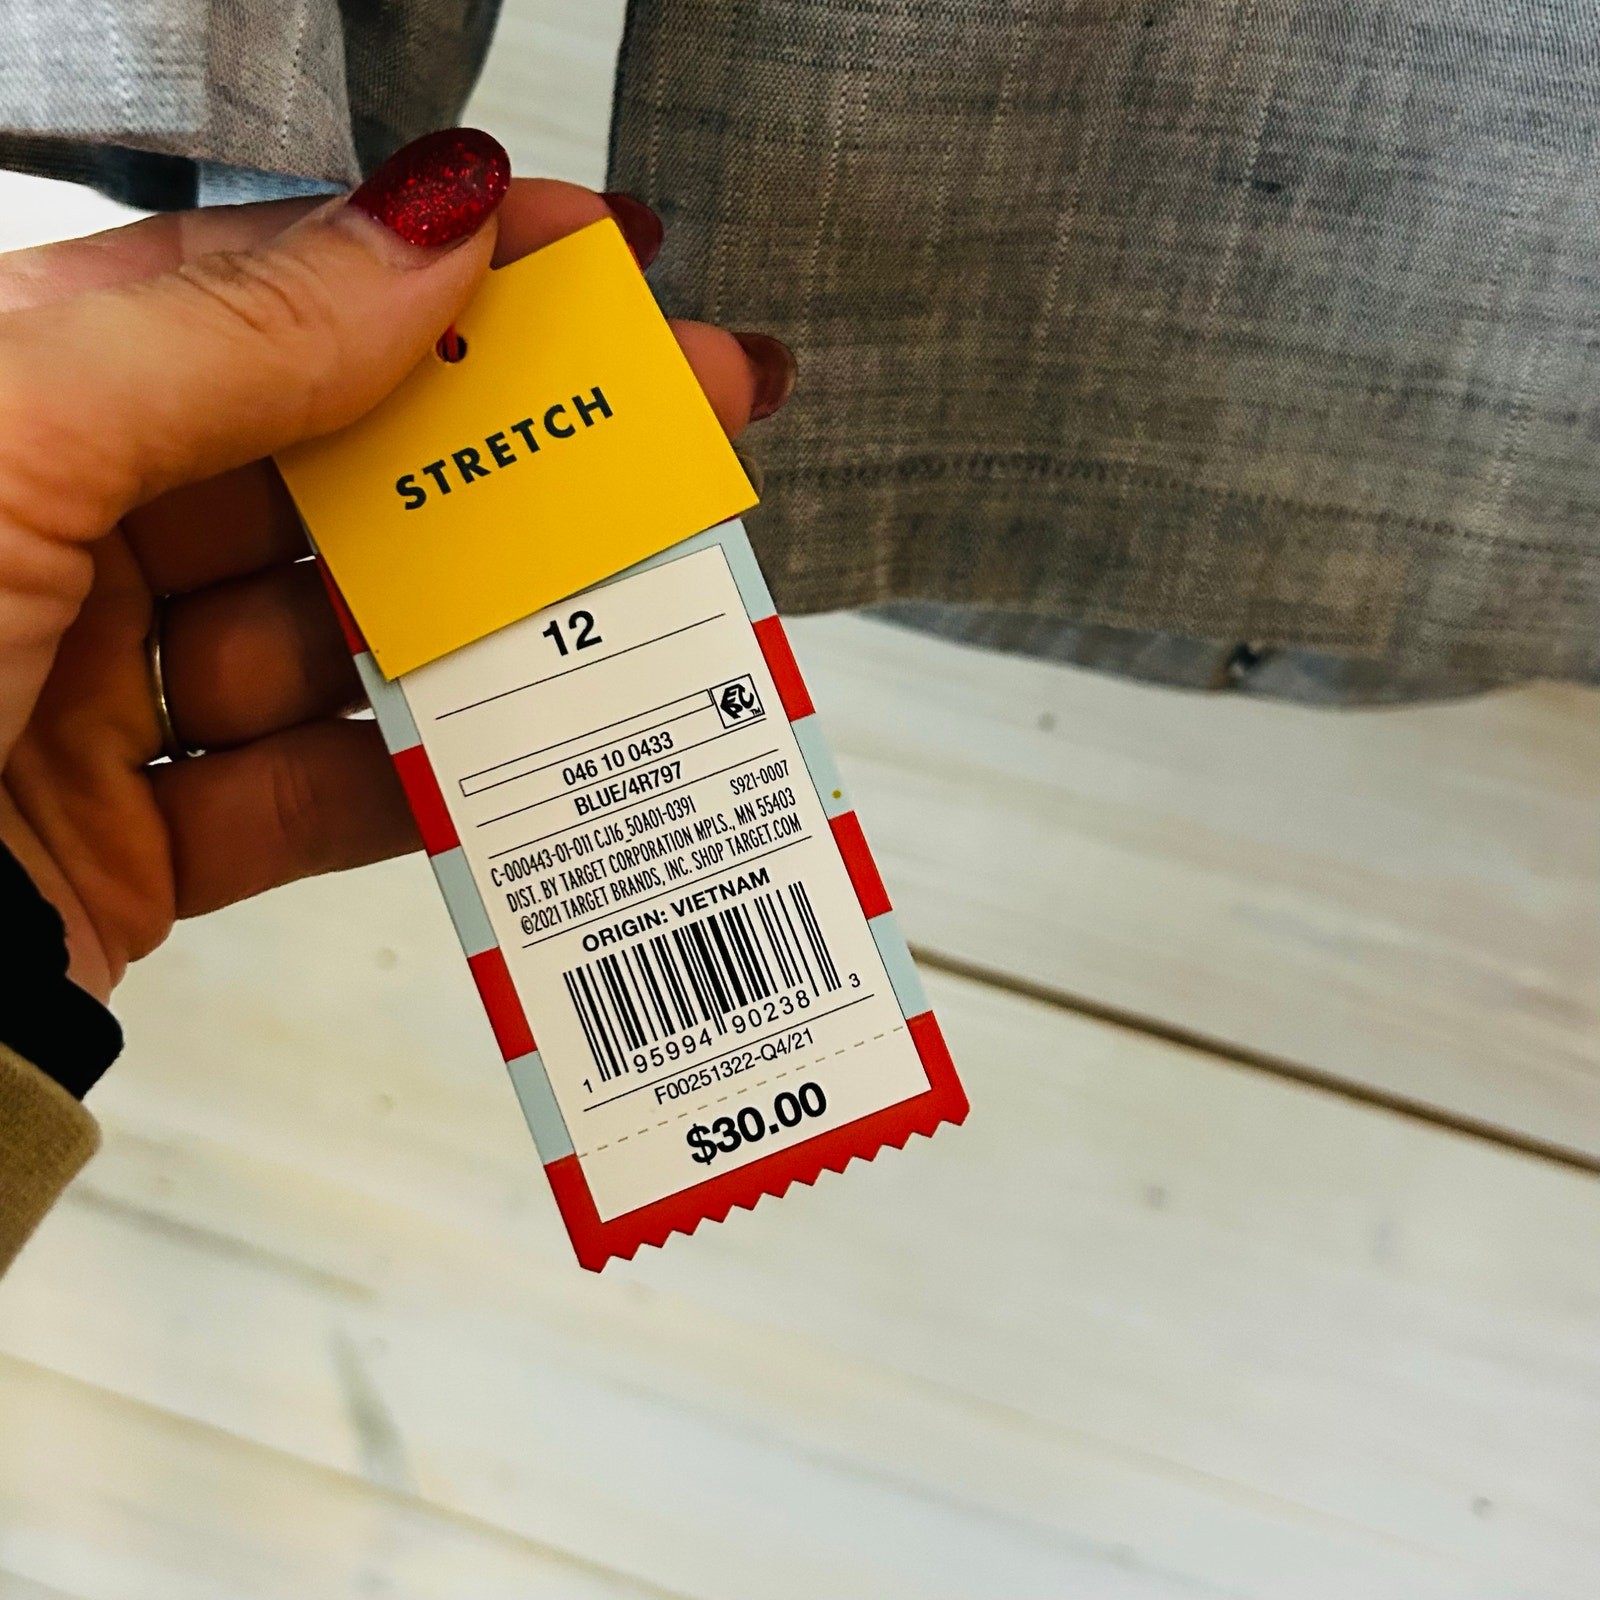 STRETCH
12
046 10 0433
BLUE/4R797
C-000443-01-011 CJ16 50A01-0391 S921-0007
DIST. BY TARGET CORPORATION MPLS., MN 55403
©2021 TARGET BRANDS, INC. SHOP TARGET.COM
ORIGIN: VIETNAM
1 95994 90238 3
F00251322-Q4/21
$30.00